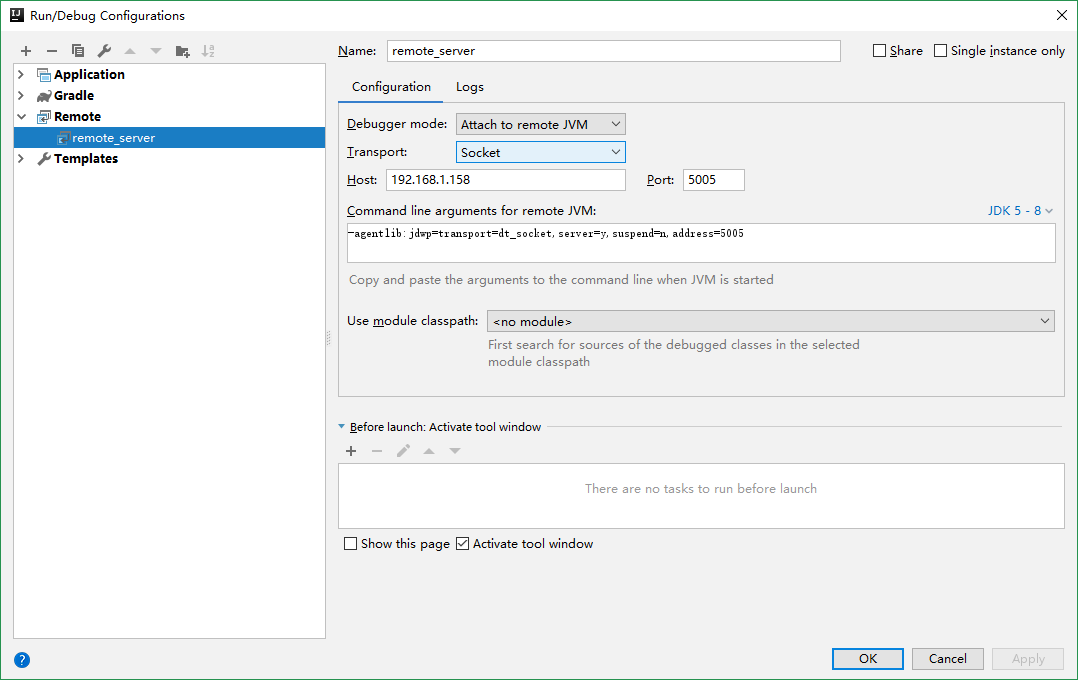 Run/Debug Configurations
Name: remote_server Share Single instance only
Application
Gradle
Remote
remote_server
Templates
Configuration Logs
Debugger mode: Attach to remote JVM
Transport: Socket
Host: 192.168.1.158 Port: 5005
Command line arguments for remote JVM: JDK 5 - 8
-agentlib:jdwp=transport=dt_socket,server=y,suspend=n,address=5005
Copy and paste the arguments to the command line when JVM is started
Use module classpath: <no module>
First search for sources of the debugged classes in the selected
module classpath
Before launch: Activate tool window
There are no tasks to run before launch
Show this page Activate tool window
OK Cancel Apply